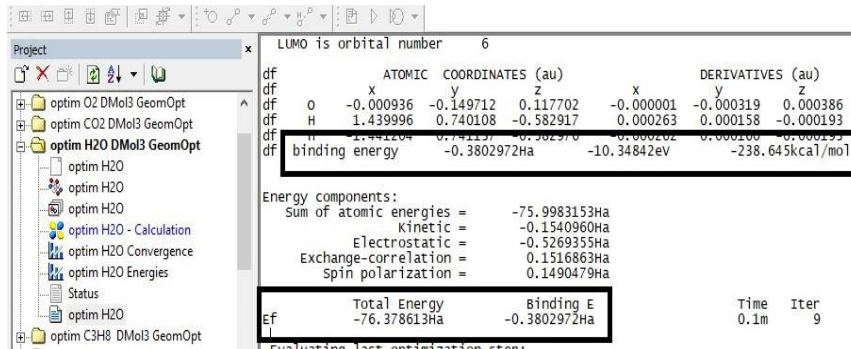 Project
optim O2 DMol3 GeomOpt
optim CO2 DMol3 GeomOpt
optim H2O DMol3 GeomOpt
optim H2O
optim H2O
optim H2O
optim H2O - Calculation
optim H2O Convergence
optim H2O Energies
Status
optim H2O
optim C3H8 DMol3 GeomOpt
LUMO is orbital number 6
df ATOMIC COORDINATES (au) DERIVATIVES (au)
df x y z x y z
df O -0.000936 -0.149712 0.117702 -0.000001 -0.000319 0.000386
df H 1.439996 0.740108 -0.582917 0.000263 0.000158 -0.000193
df H
df binding energy -0.3802972Ha -10.34842eV -238.645kcal/mol
Energy components:
Sum of atomic energies = -75.9983153Ha
Kinetic = -0.1540960Ha
Electrostatic = -0.5269355Ha
Exchange-correlation = 0.1516863Ha
Spin polarization = 0.1490479Ha
Total Energy Binding E Time Iter
Ef -76.378613Ha -0.3802972Ha 0.1m 9
Evaluating last optimization step: